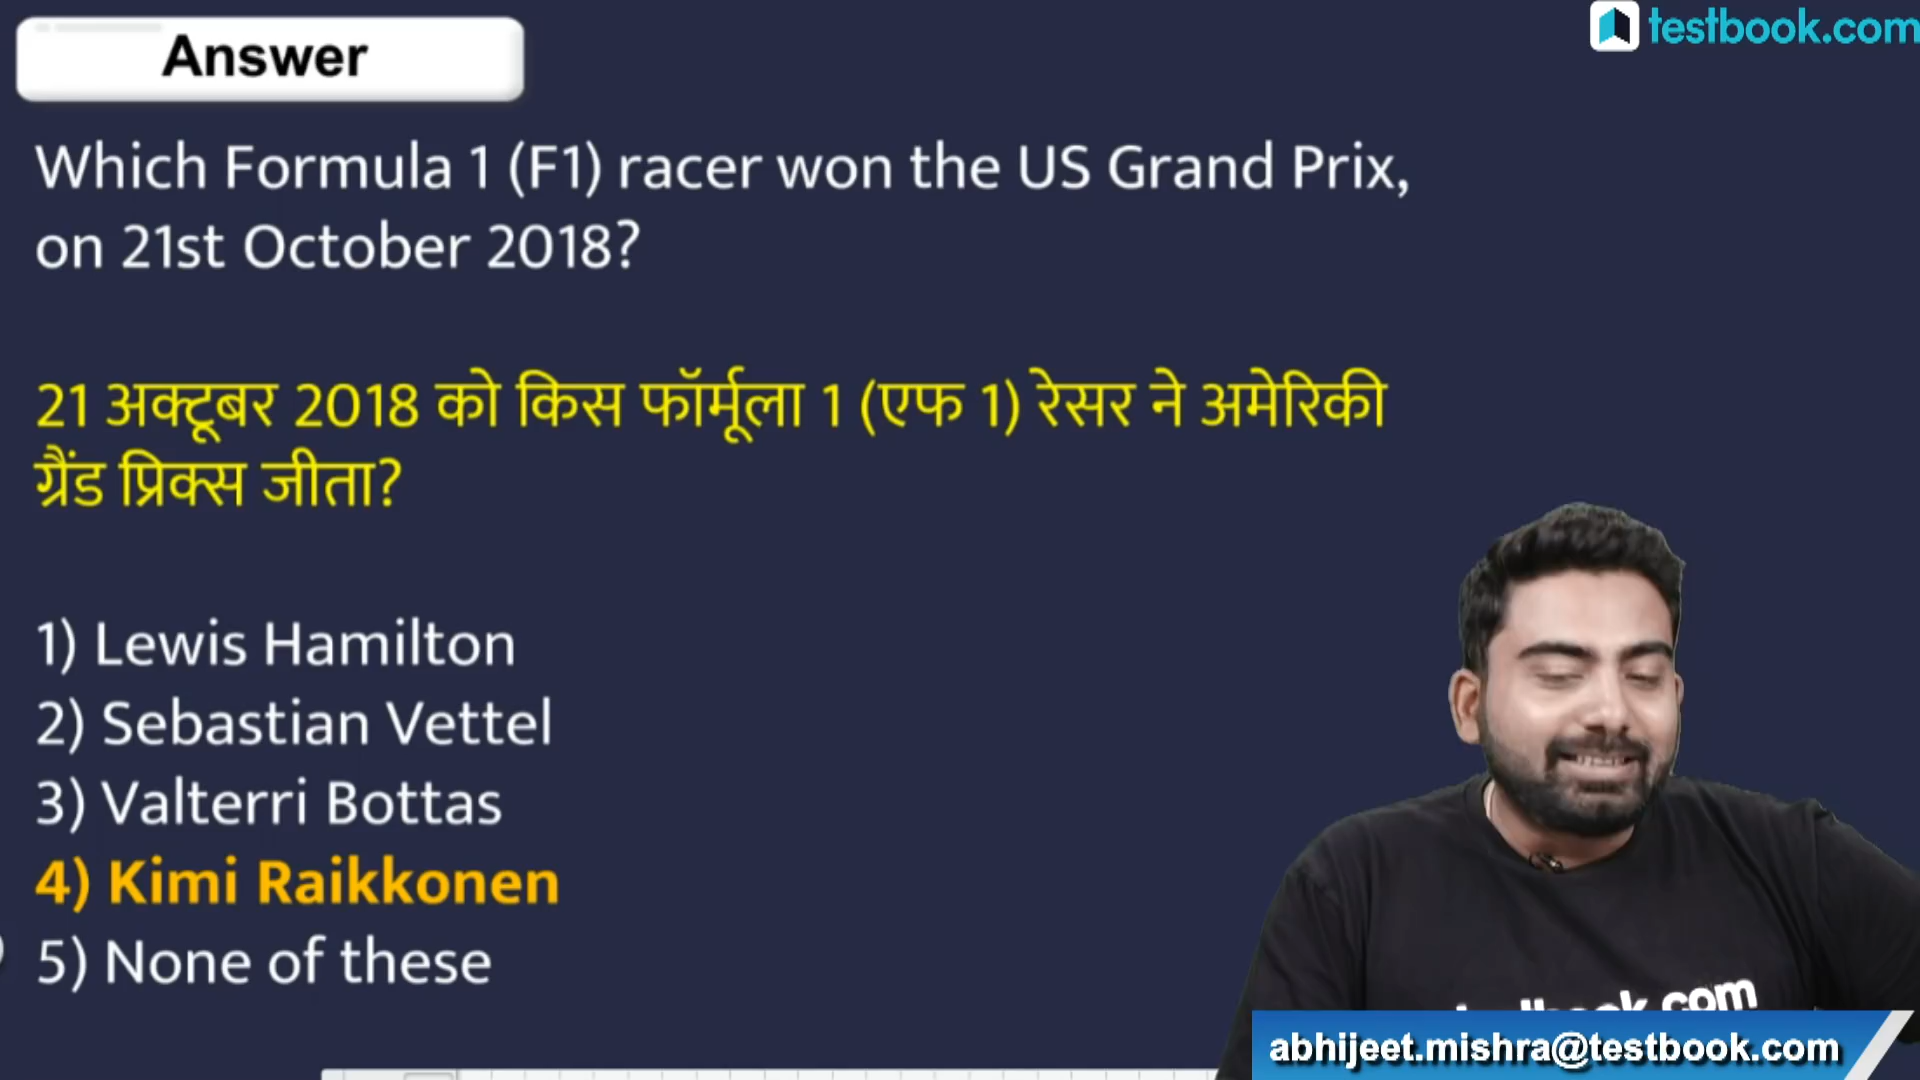 Answer
testbook.com
Which Formula 1 (F1) racer won the US Grand Prix,
on 21st October 2018?
21 अक्टूबर 2018 को किस फॉर्मूला 1 (एफ 1) रेसर ने अमेरिकी
ग्रैंड प्रिक्स जीता?
1) Lewis Hamilton
2) Sebastian Vettel
3) Valterri Bottas
4) Kimi Raikkonen
5) None of these
abhijeet.mishra@testbook.com